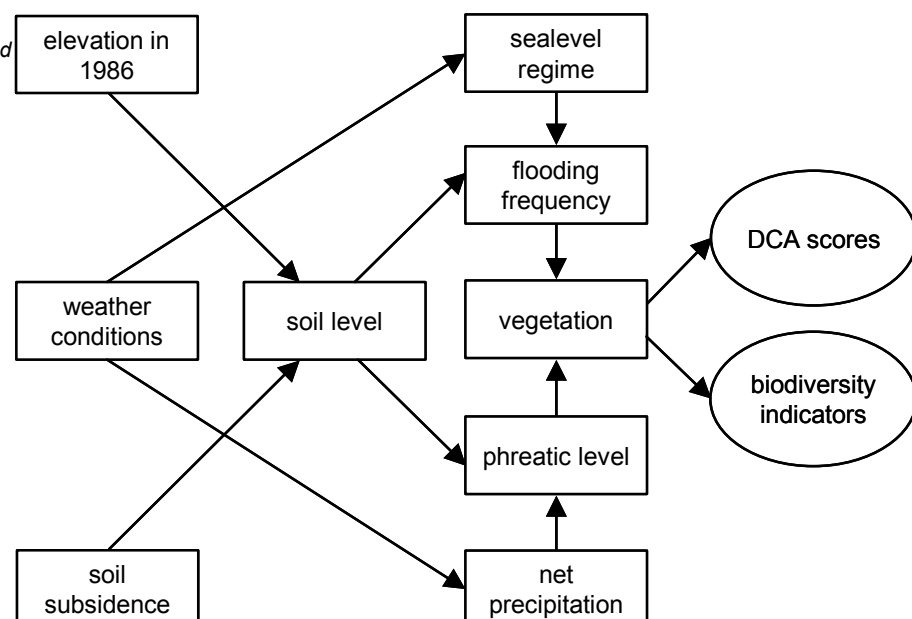 d
elevation in
1986
sealevel
regime
flooding
frequency
DCA scores
weather
conditions
soil level
vegetation
biodiversity
indicators
phreatic level
soil
subsidence
net
precipitation